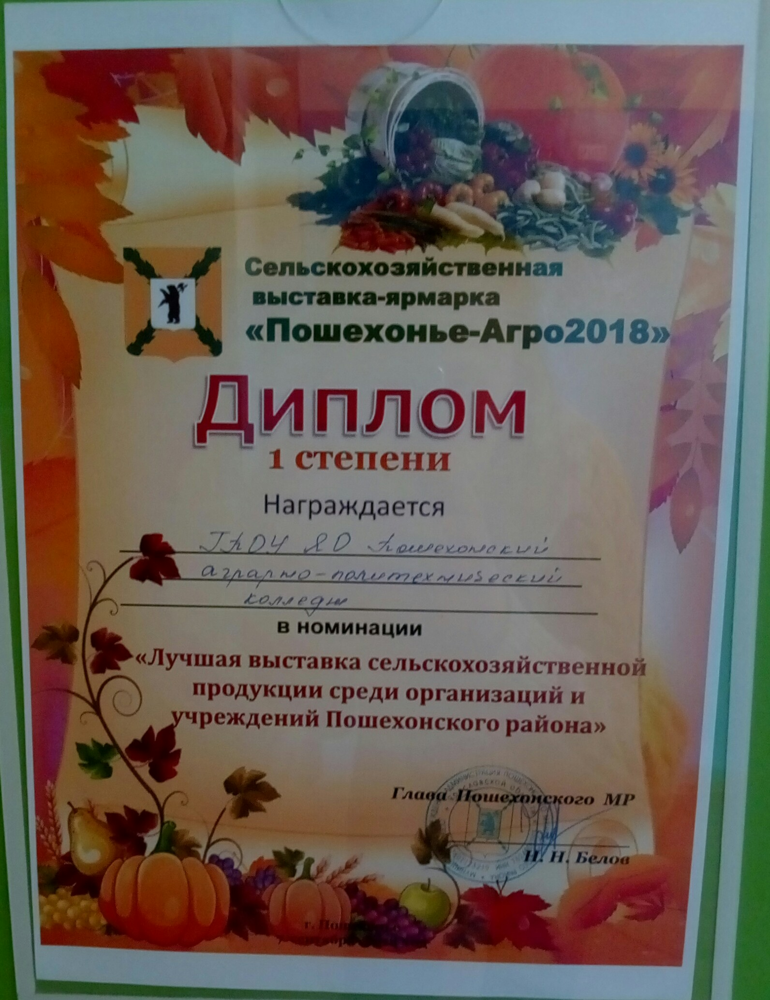 Сельскохозяйственная
выставка-ярмарка
«Пошехонье-Агро2018»
Диплом
1 степени
Награждается
ГПОУ ЯО Пошехонский
аграрно-политехнический
колледж
в номинации
«Лучшая выставка сельскохозяйственной
продукции среди организаций и
учреждений Пошехонского района»
Глава Пошехонского МР
Н. Н. Белов